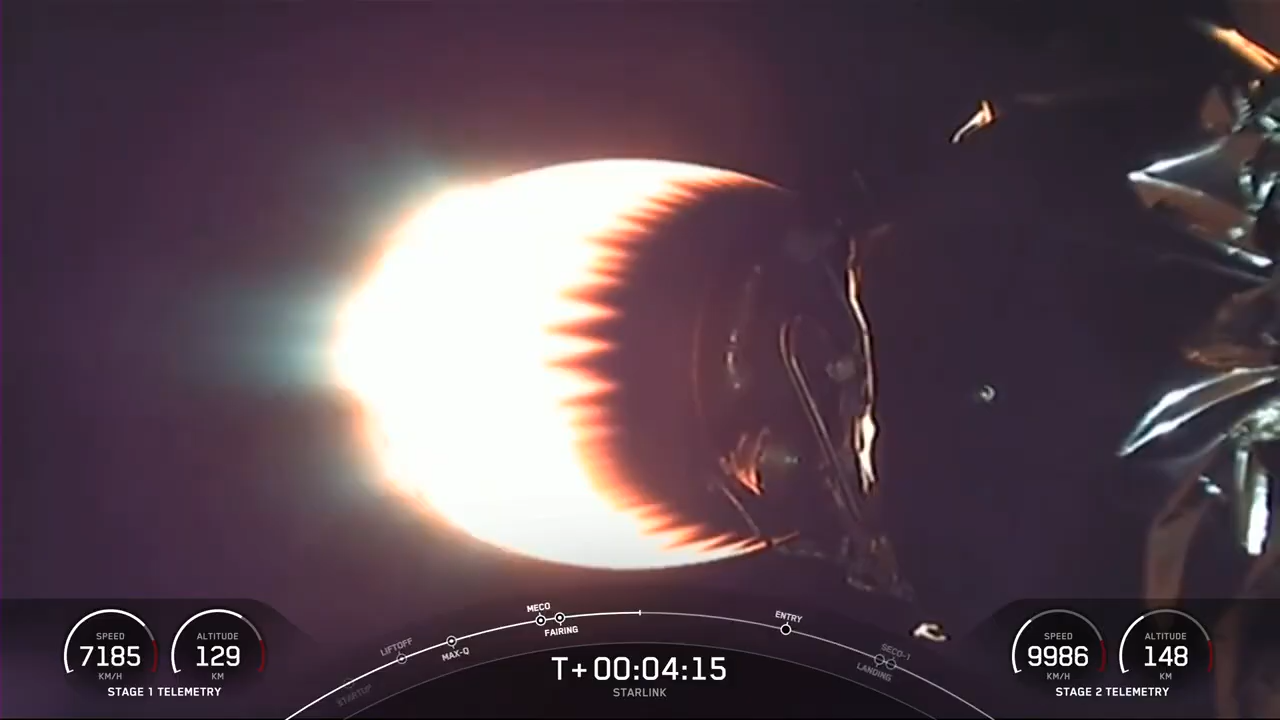 STARTUP
LIFTOFF
MAX-Q
MECO
FAIRING
ENTRY
SECO-1
LANDING
SPEED
7185
KM/H
ALTITUDE
129
KM
STAGE 1 TELEMETRY
T+ 00:04:15
STARLINK
SPEED
9986
KM/H
ALTITUDE
148
KM
STAGE 2 TELEMETRY